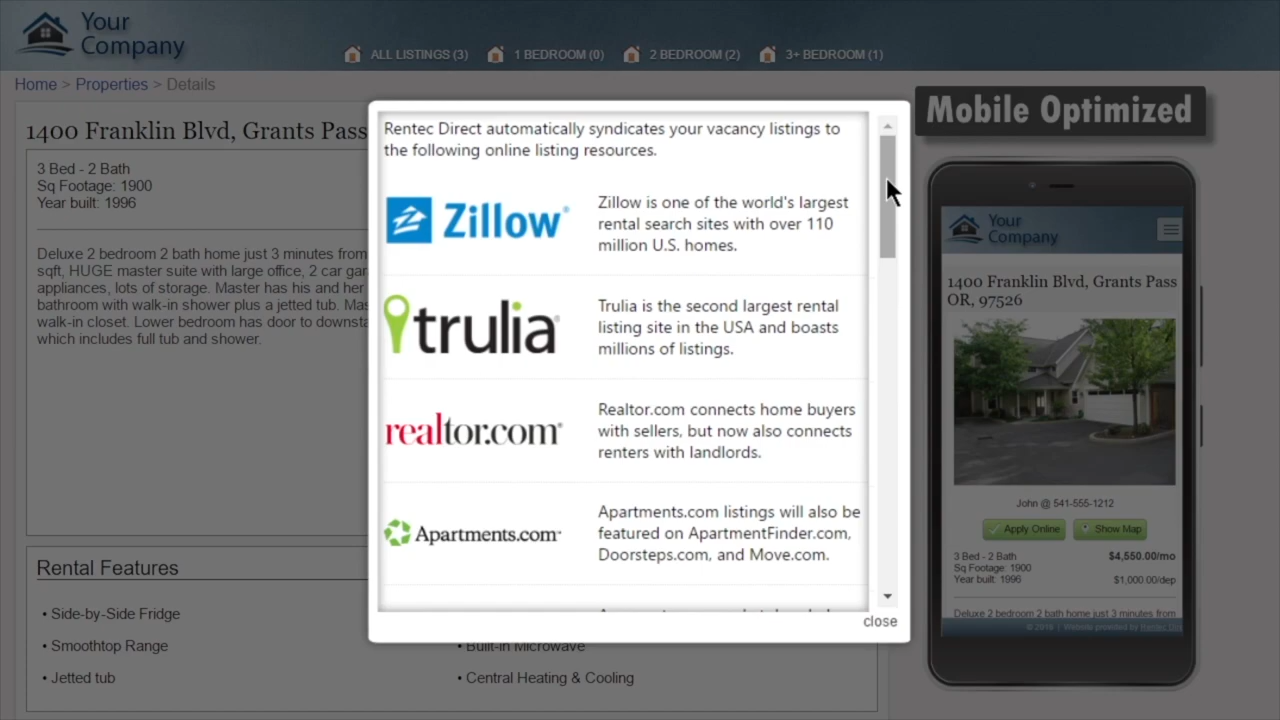 Your
Company
ALL LISTINGS (3)
1 BEDROOM (0)
2 BEDROOM (2)
3+ BEDROOM (1)
Home > Properties > Details
1400 Franklin Blvd, Grants Pass
3 Bed - 2 Bath
Sq Footage: 1900
Year built: 1996
Deluxe 2 bedroom 2 bath home just 3 minutes from
sqft, HUGE master suite with large office, 2 car gar
appliances, lots of storage. Master has his and her
bathroom with walk-in shower plus a jetted tub. Mas
walk-in closet. Lower bedroom has door to downsta
which includes full tub and shower.
Rental Features
• Side-by-Side Fridge
• Smoothtop Range
• Built-in Microwave
• Jetted tub
• Central Heating & Cooling
Rentec Direct automatically syndicates your vacancy listings to
the following online listing resources.
Zillow®
Zillow is one of the world's largest
rental search sites with over 110
million U.S. homes.
trulia®
Trulia is the second largest rental
listing site in the USA and boasts
millions of listings.
realtor.com®
Realtor.com connects home buyers
with sellers, but now also connects
renters with landlords.
Apartments.com
Apartments.com listings will also be
featured on ApartmentFinder.com,
Doorsteps.com, and Move.com.
close
Mobile Optimized
Your
Company
1400 Franklin Blvd, Grants Pass
OR, 97526
John @ 541-555-1212
Apply Online
Show Map
3 Bed - 2 Bath
$4,550.00/mo
Sq Footage: 1900
Year built: 1996
$1,000.00/dep
Deluxe 2 bedroom 2 bath home just 3 minutes from
© 2016 | Website provided by Rentec Dire